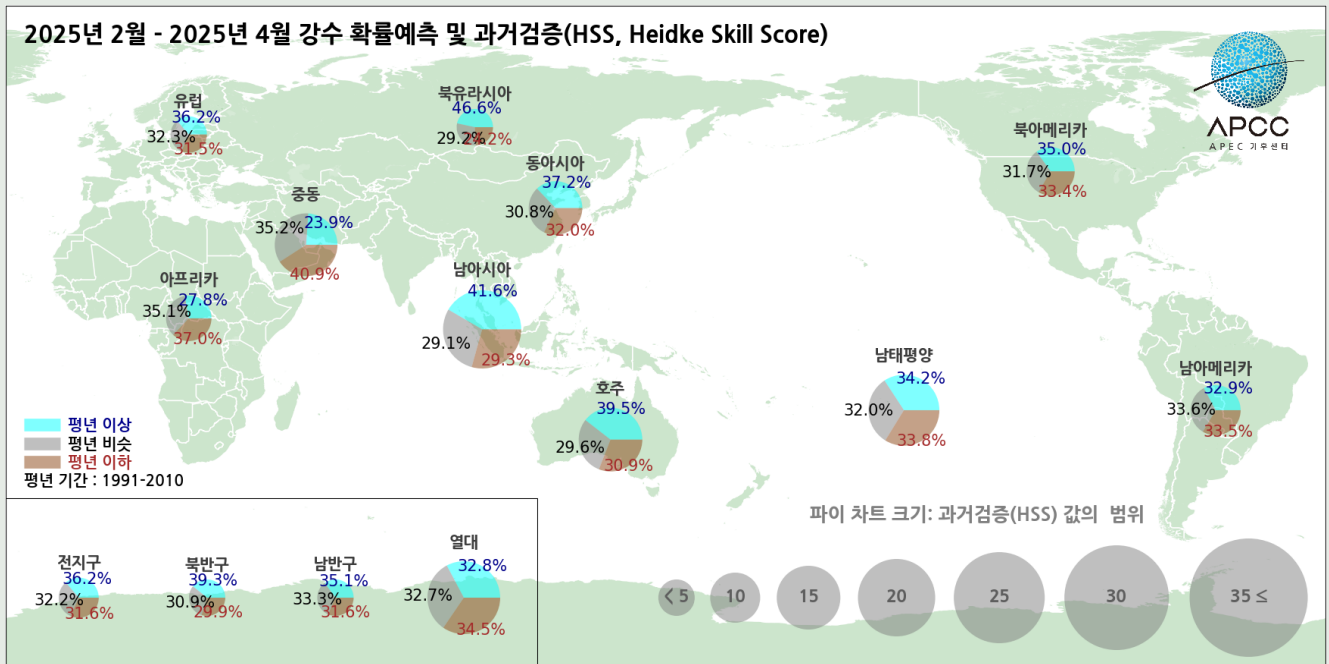 2025년 2월 - 2025년 4월 강수 확률예측 및 과거검증(HSS, Heidke Skill Score)
APCC
APEC 기후센터
유럽
36.2%
32.3%
31.5%
북유라시아
46.6%
29.2%
동아시아
37.2%
30.8%
32.0%
북아메리카
35.0%
31.7%
33.4%
중동
23.9%
35.2%
40.9%
아프리카
27.8%
35.1%
37.0%
남아시아
41.6%
29.1%
29.3%
호주
39.5%
29.6%
30.9%
남태평양
34.2%
32.0%
33.8%
남아메리카
32.9%
33.6%
33.5%
평년 이상
평년 비슷
평년 이하
평년 기간 : 1991-2010
전지구
36.2%
32.2%
31.6%
북반구
39.3%
30.9%
29.9%
남반구
35.1%
33.3%
31.6%
열대
32.8%
32.7%
34.5%
파이 차트 크기: 과거검증(HSS) 값의 범위
< 5
10
15
20
25
30
35 ≤